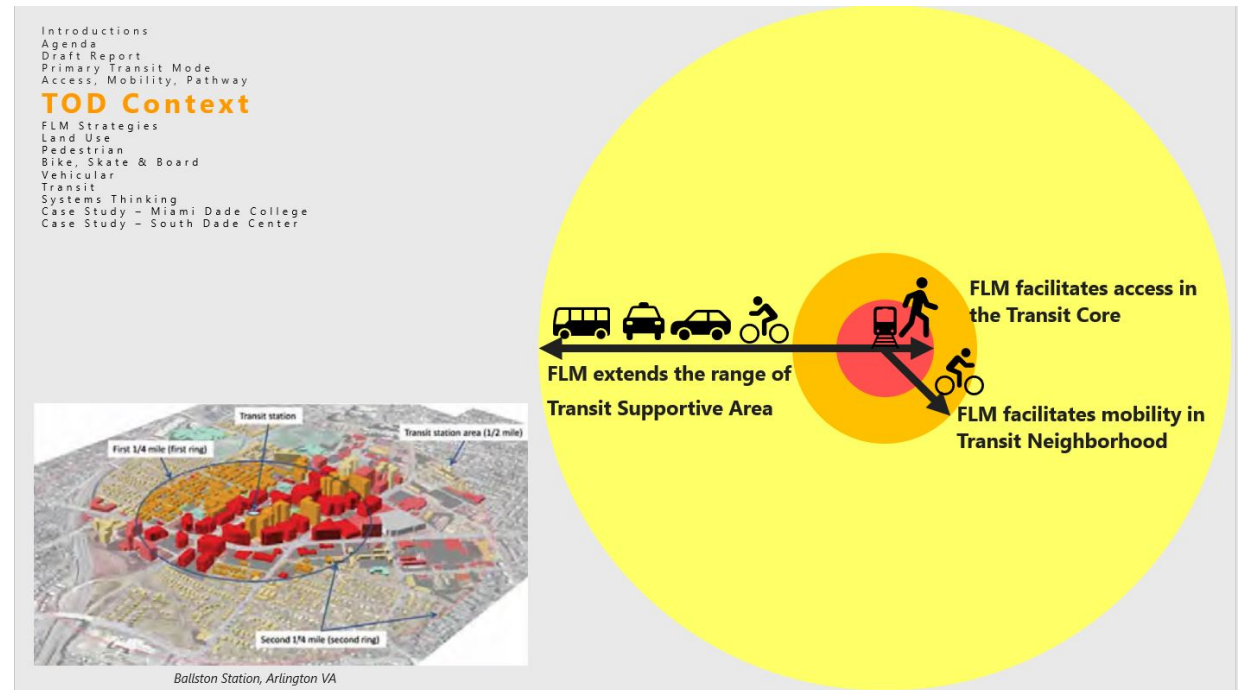 Introductions
Agenda
Draft Report
Primary Transit Mode
Access, Mobility, Pathway
TOD Context
FLM Strategies
Land Use
Pedestrian
Bike, Skate & Board
Vehicular
Transit
Systems Thinking
Case Study – Miami Dade College
Case Study – South Dade Center
FLM facilitates access in
the Transit Core
FLM extends the range of
Transit Supportive Area
FLM facilitates mobility in
Transit Neighborhood
Transit station
Transit station area (1/2 mile)
First 1/4 mile (first ring)
Second 1/4 mile (second ring)
Ballston Station, Arlington VA